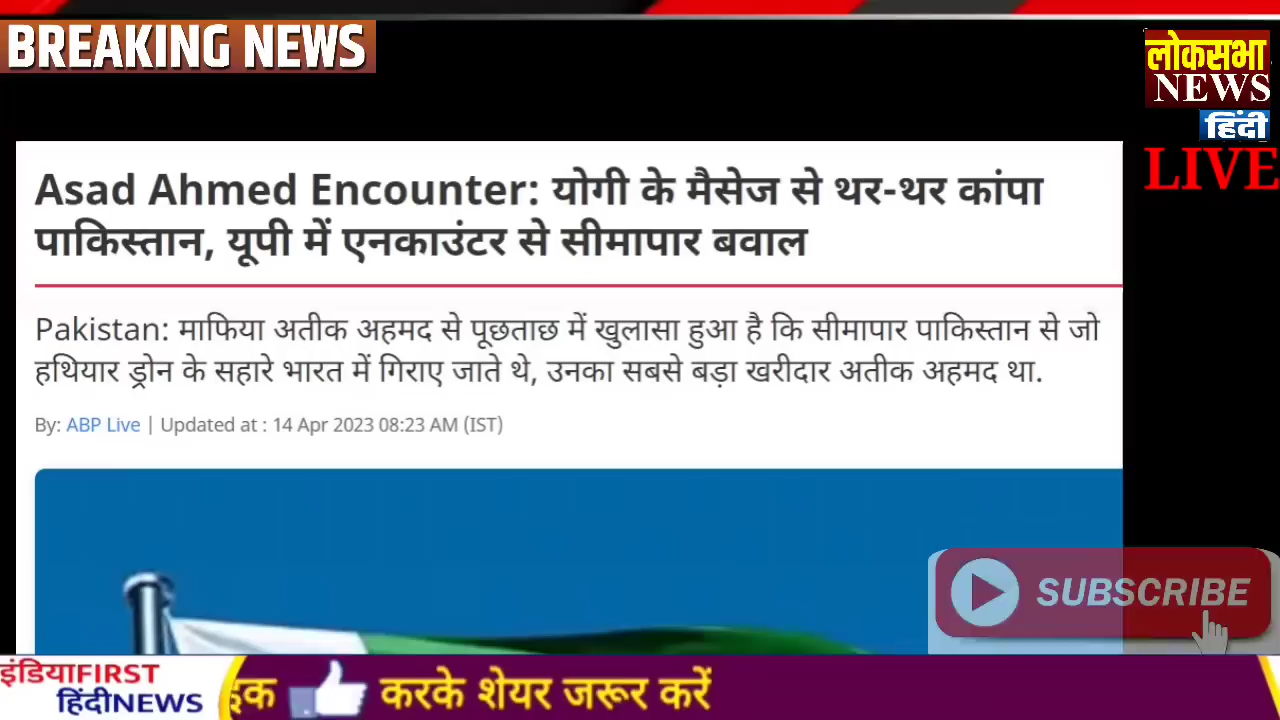 BREAKING NEWS
लोकसभा
NEWS
हिंदी
LIVE
Asad Ahmed Encounter: योगी के मैसेज से थर-थर कांपा
पाकिस्तान, यूपी में एनकाउंटर से सीमापार बवाल
Pakistan: माफिया अतीक अहमद से पूछताछ में खुलासा हुआ है कि सीमापार पाकिस्तान से जो
हथियार ड्रोन के सहारे भारत में गिराए जाते थे, उनका सबसे बड़ा खरीदार अतीक अहमद था.
By: ABP Live | Updated at : 14 Apr 2023 08:23 AM (IST)
SUBSCRIBE
इंडियाFIRST
हिंदीNEWS
करके शेयर जरूर करें